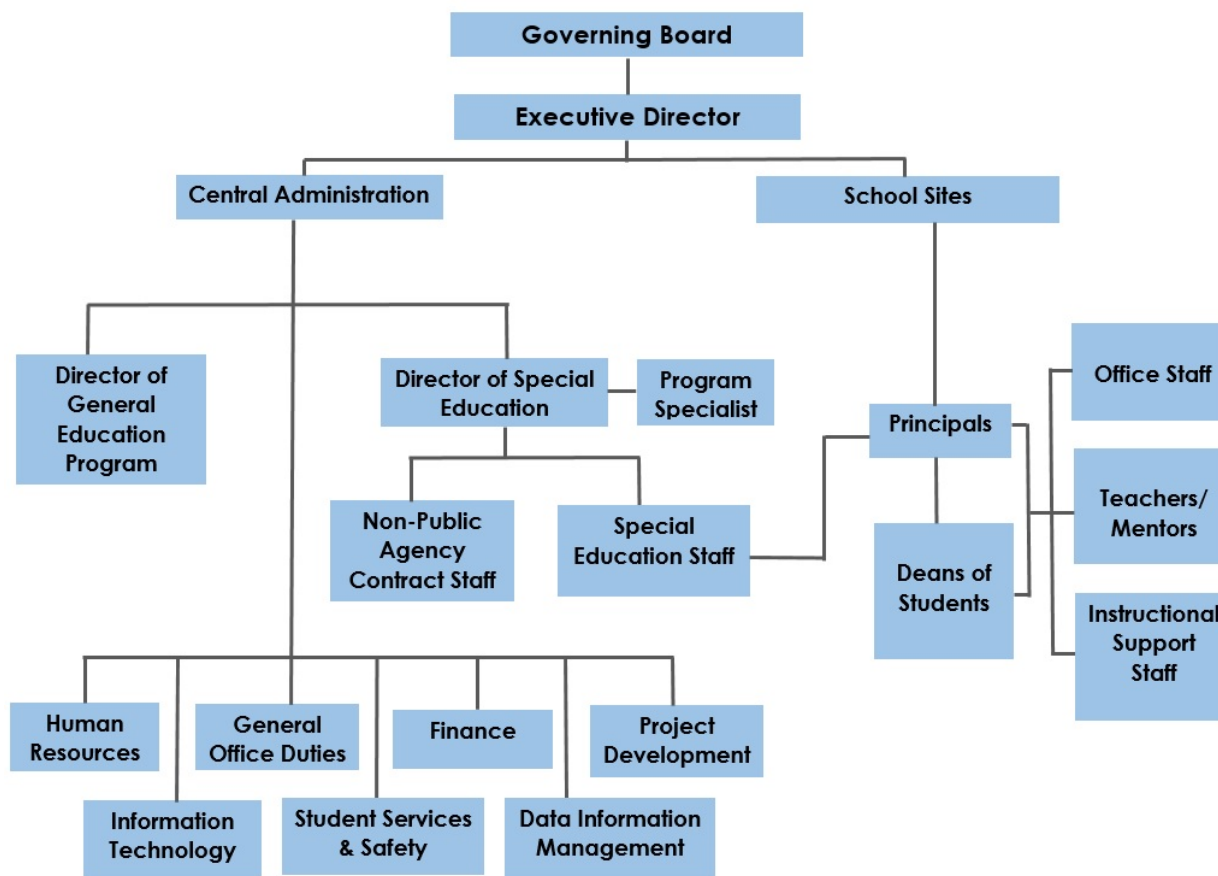 Governing Board
Executive Director
Central Administration
School Sites
Director of
General
Education
Program
Director of Special
Education
Program
Specialist
Principals
Office Staff
Teachers/
Mentors
Instructional
Support
Staff
Deans of
Students
Non-Public
Agency
Contract Staff
Special
Education Staff
Human
Resources
General
Office Duties
Finance
Project
Development
Information
Technology
Student Services
& Safety
Data Information
Management